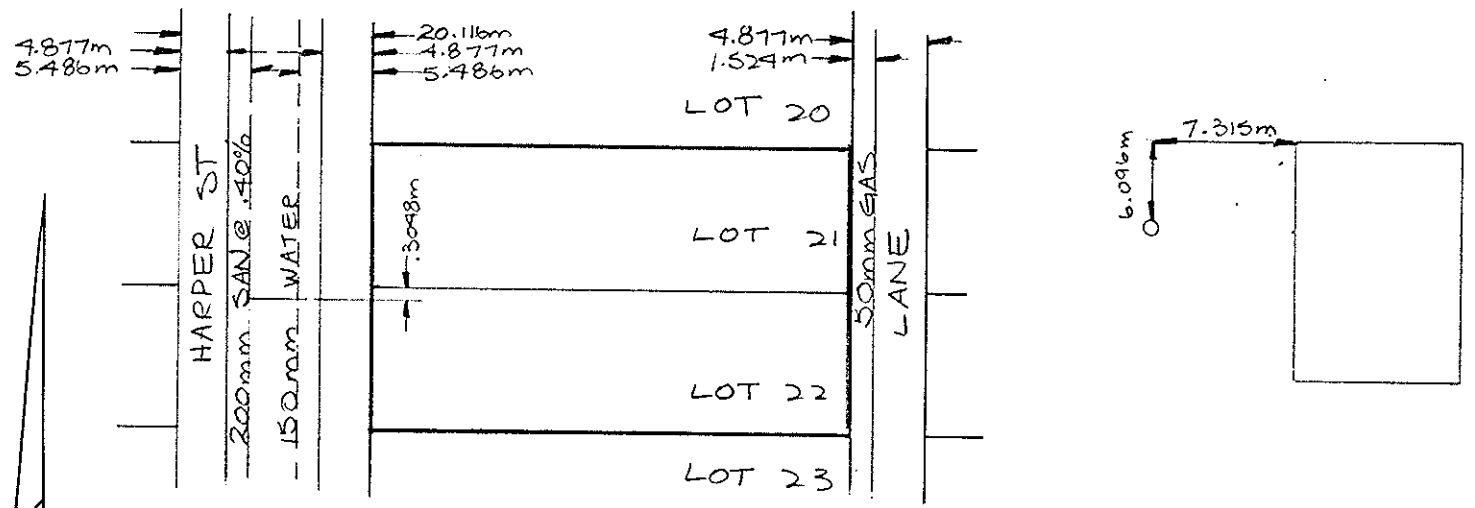 4.877m
5.486m
20.116m
4.877m
5.486m
4.877m
1.524m
LOT 20
7.315m
6.096m
HARPER ST
200mm SAN @ .40%
150mm WATER
.3048m
LOT 21
50mm GAS
LANE
LOT 22
LOT 23